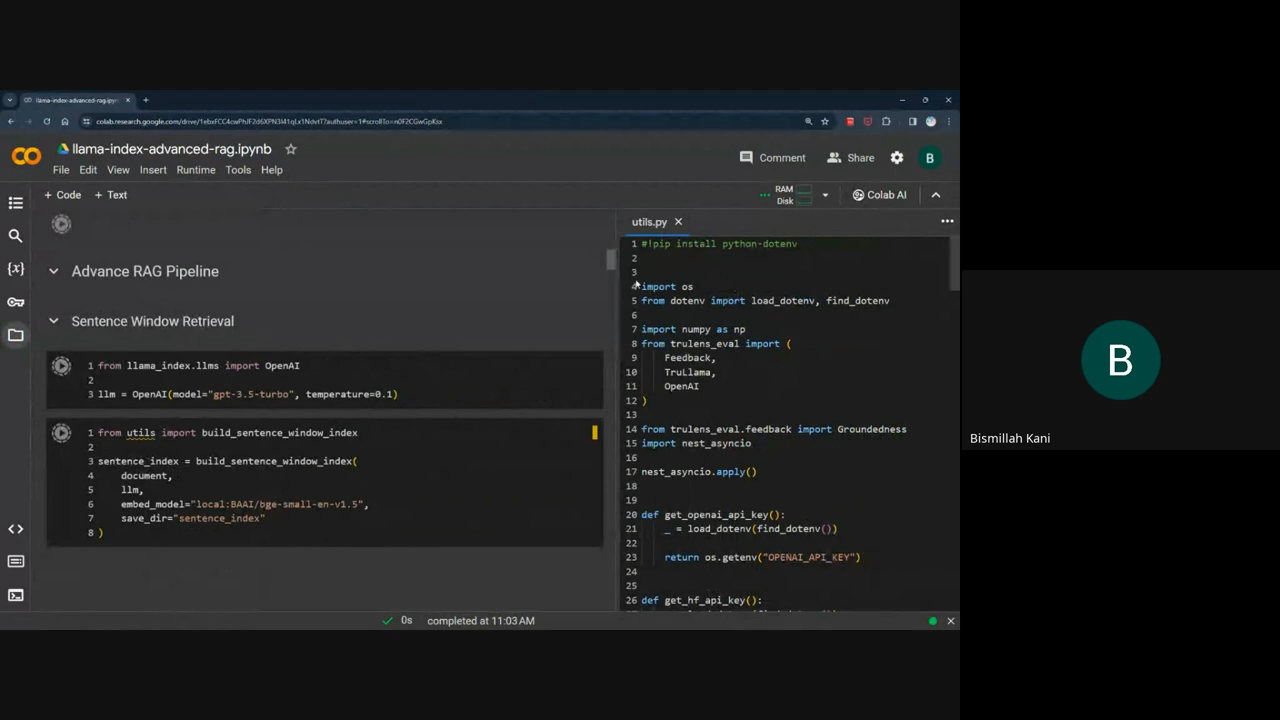 llama-index-advanced-rag.ipynb
llama-index-advanced-rag.ipynb
Comment
Share
B
File Edit View Insert Runtime Tools Help
+ Code + Text
RAM
Disk
Colab AI
Advance RAG Pipeline
Sentence Window Retrieval
1 from llama_index.llms import OpenAI
2
3 llm = OpenAI(model="gpt-3.5-turbo", temperature=0.1)
1 from utils import build_sentence_window_index
2
3 sentence_index = build_sentence_window_index(
4 document,
5 llm,
6 embed_model="local:BAAI/bge-small-en-v1.5",
7 save_dir="sentence_index"
8 )
utils.py
1 #!pip install python-dotenv
2
3
4 import os
5 from dotenv import load_dotenv, find_dotenv
6
7 import numpy as np
8 from trulens_eval import (
9 Feedback,
10 TruLlama,
11 OpenAI
12 )
13
14 from trulens_eval.feedback import Groundedness
15 import nest_asyncio
16
17 nest_asyncio.apply()
18
19
20 def get_openai_api_key():
21 _ = load_dotenv(find_dotenv())
22
23 return os.getenv("OPENAI_API_KEY")
24
25
26 def get_hf_api_key():
0s completed at 11:03 AM
B
Bismillah Kani